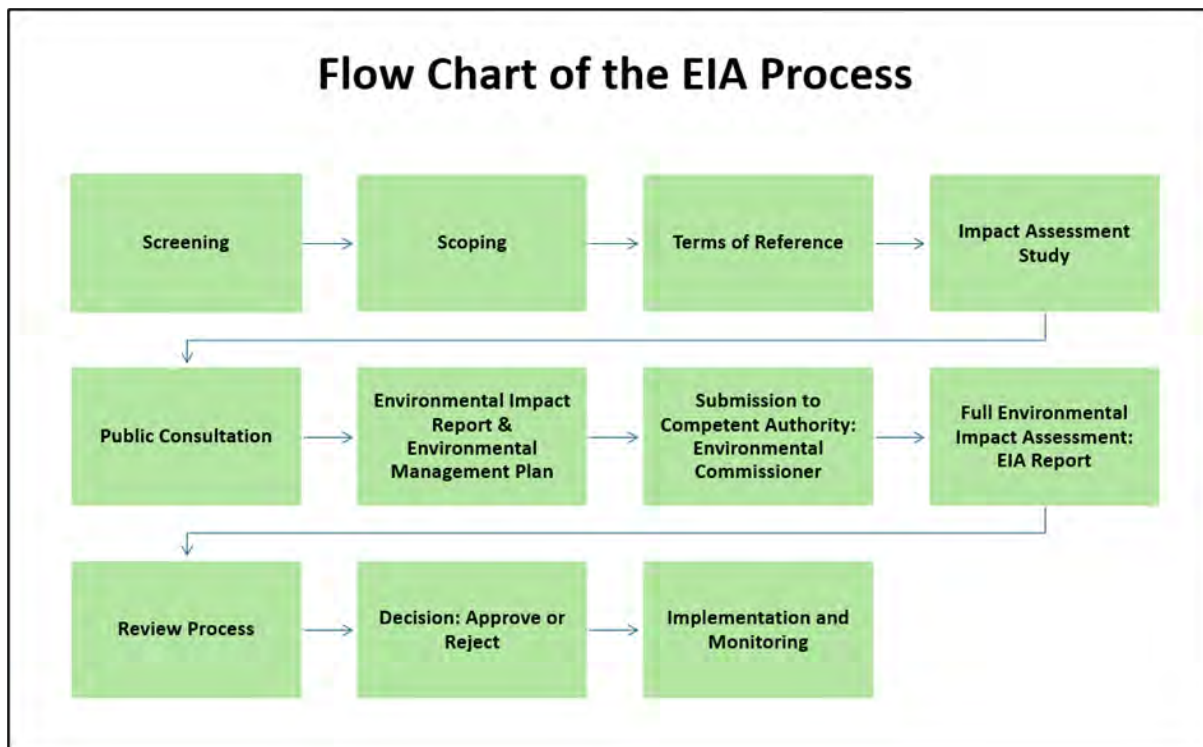 Flow Chart of the EIA Process
Screening
Scoping
Terms of Reference
Impact Assessment
Study
Public Consultation
Environmental Impact
Report &
Environmental
Management Plan
Submission to
Competent Authority:
Environmental
Commissioner
Full Environmental
Impact Assessment:
EIA Report
Review Process
Decision: Approve or
Reject
Implementation and
Monitoring